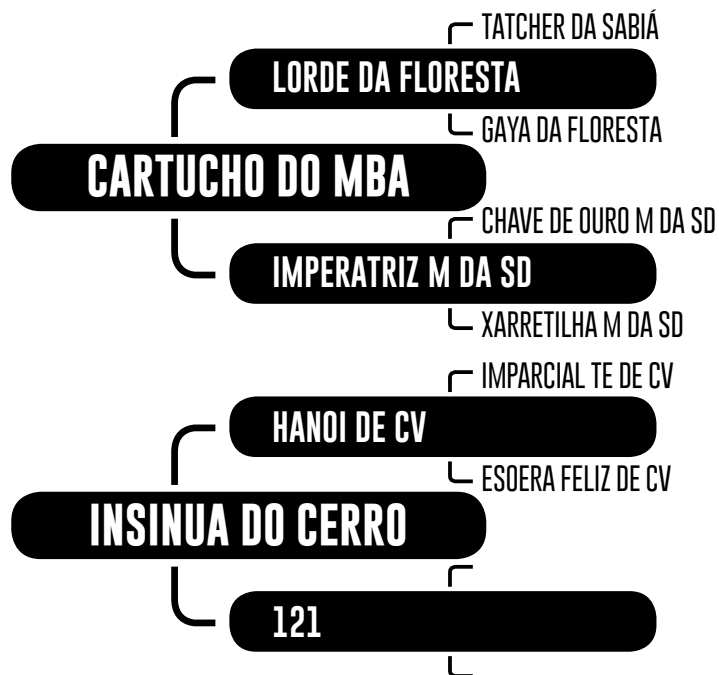 TATCHER DA SABIÁ
LORDE DA FLORESTA
GAYA DA FLORESTA
CARTUCHO DO MBA
CHAVE DE OURO M DA SD
IMPERATRIZ M DA SD
XARRETILHA M DA SD
IMPARCIAL TE DE CV
HANOI DE CV
ESOERA FELIZ DE CV
INSINUA DO CERRO
121